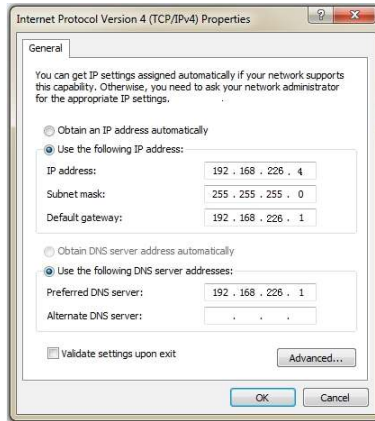 Internet Protocol Version 4 (TCP/IPv4) Properties
General
You can get IP settings assigned automatically if your network supports
this capability. Otherwise, you need to ask your network administrator
for the appropriate IP settings.
Obtain an IP address automatically
Use the following IP address:
IP address: 192 . 168 . 226 . 4
Subnet mask: 255 . 255 . 255 . 0
Default gateway: 192 . 168 . 226 . 1
Obtain DNS server address automatically
Use the following DNS server addresses:
Preferred DNS server: 192 . 168 . 226 . 1
Alternate DNS server: . . .
Validate settings upon exit
Advanced...
OK Cancel